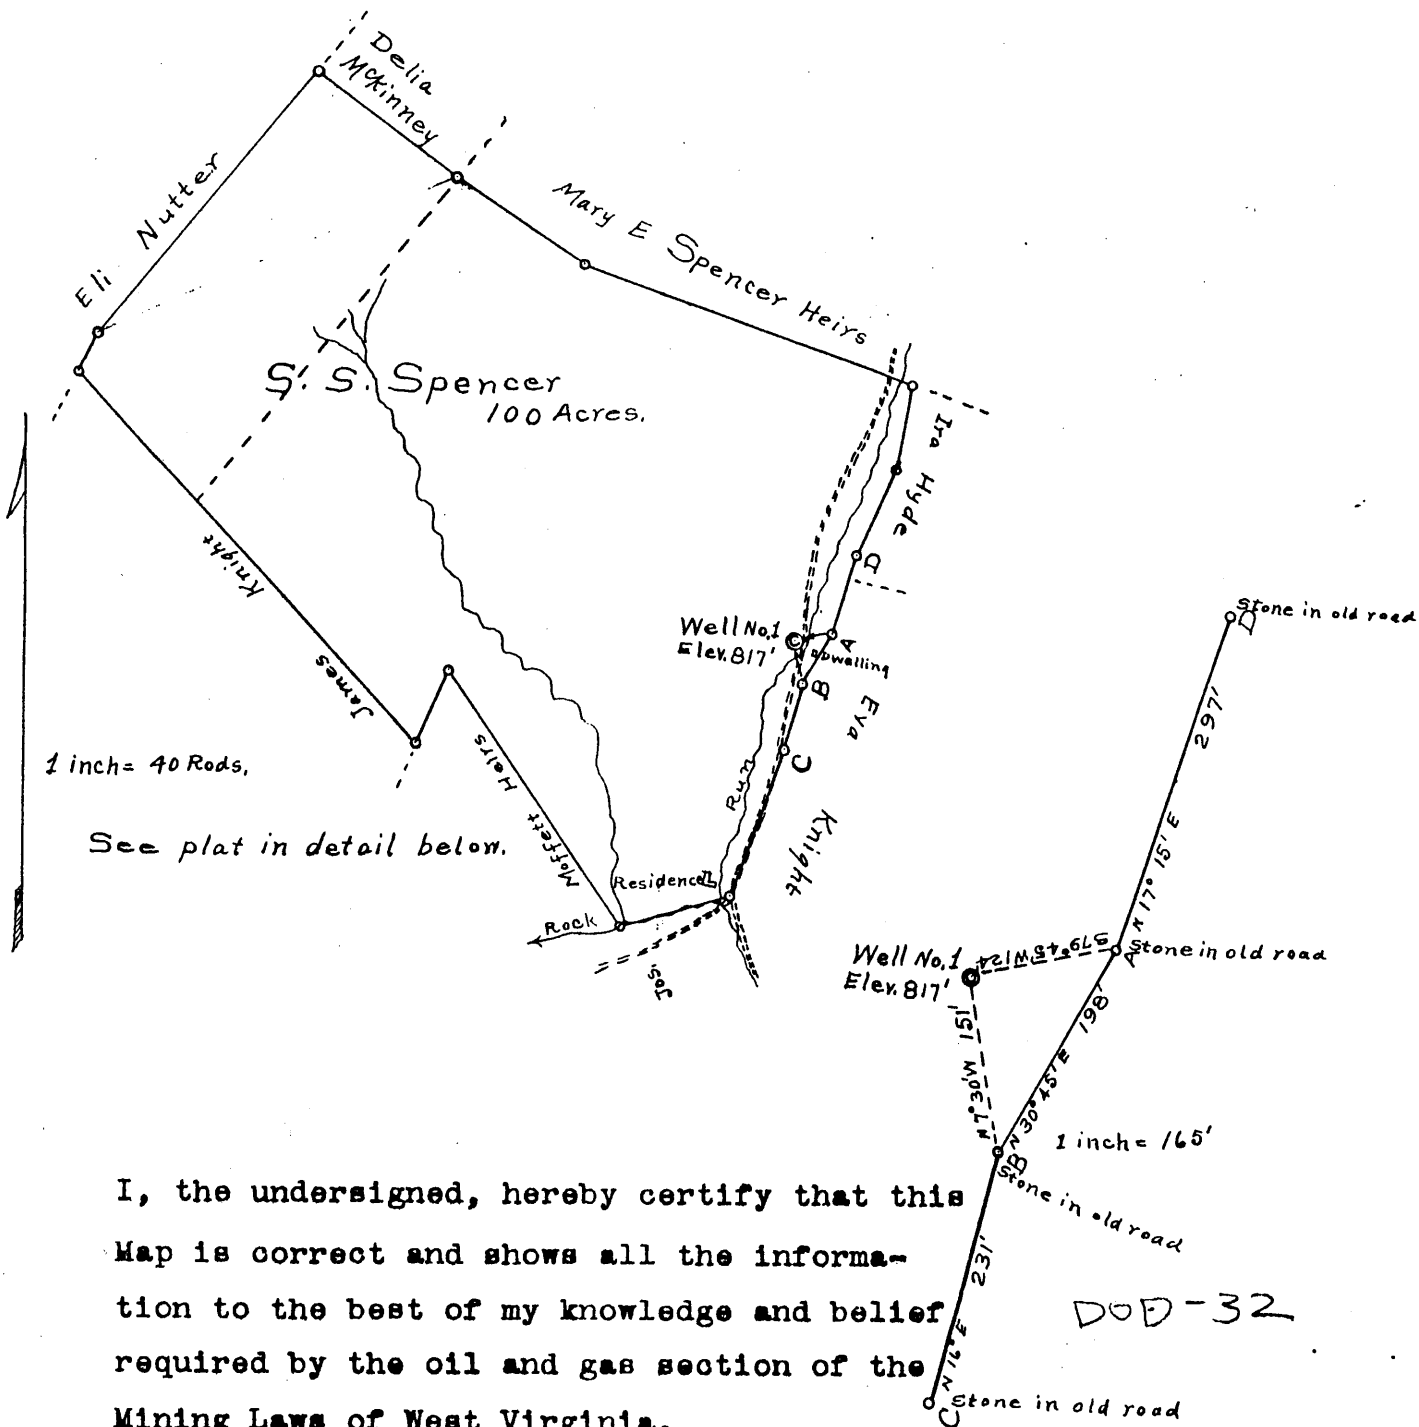 Delia
McKinney
Eli Nutter
Mary E Spencer Heirs
S. S. Spencer
100 Acres.
Ira Hyde
Knight
James
D
Well No. 1
Elev. 817'
A
Dwalling
B
Eva
Knight
C
1 inch = 40 Rods.
Heirs
Moffett
Run
See plat in detail below.
Residence
Rock
Jos.
D
Stone in old road
297'
N 17° 15' E
Well No. 1
Elev. 817'
S79°45'W 124'
A
Stone in old road
N7°30'W 151'
N 30°45'E 198'
B
Stone in old road
1 inch = 165'
N 16° E 231'
C
Stone in old road
DOD-32
I, the undersigned, hereby certify that this
Map is correct and shows all the informa-
tion to the best of my knowledge and belief
required by the oil and gas section of the
Mining Laws of West Virginia.